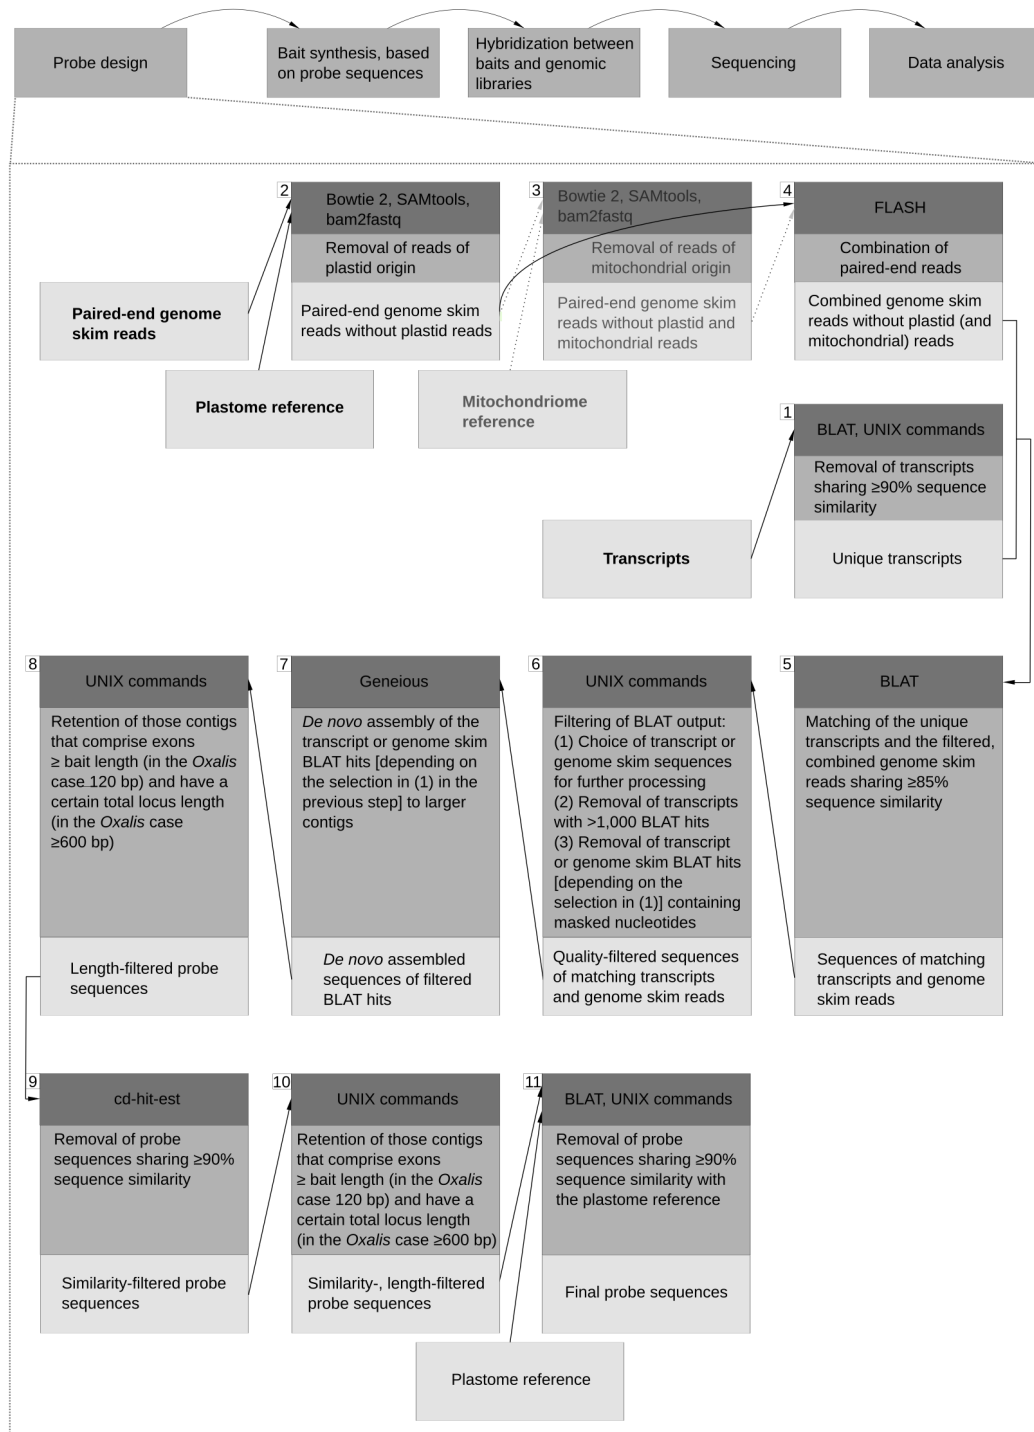 Probe design
Bait synthesis, based
on probe sequences
Hybridization between
baits and genomic
libraries
Sequencing
Data analysis
2
Bowtie 2, SAMtools,
bam2fastq
Removal of reads of
plastid origin
Paired-end genome skim
reads without plastid reads
3
Bowtie 2, SAMtools,
bam2fastq
Removal of reads of
mitochondrial origin
Paired-end genome skim
reads without plastid and
mitochondrial reads
4
FLASH
Combination of
paired-end reads
Combined genome skim
reads without plastid (and
mitochondrial) reads
Paired-end genome
skim reads
Plastome reference
Mitochondriome
reference
1
BLAT, UNIX commands
Removal of transcripts
sharing ≥90% sequence
similarity
Unique transcripts
Transcripts
8
UNIX commands
Retention of those contigs
that comprise exons
≥ bait length (in the Oxalis
case 120 bp) and have a
certain total locus length
(in the Oxalis case
≥600 bp)
Length-filtered probe
sequences
7
Geneious
De novo assembly of the
transcript or genome skim
BLAT hits [depending on
the selection in (1) in the
previous step] to larger
contigs
De novo assembled
sequences of filtered
BLAT hits
6
UNIX commands
Filtering of BLAT output:
(1) Choice of transcript or
genome skim sequences
for further processing
(2) Removal of transcripts
with >1,000 BLAT hits
(3) Removal of transcript
or genome skim BLAT hits
[depending on the
selection in (1)] containing
masked nucleotides
Quality-filtered sequences
of matching transcripts
and genome skim reads
5
BLAT
Matching of the unique
transcripts and the filtered,
combined genome skim
reads sharing ≥85%
sequence similarity
Sequences of matching
transcripts and genome
skim reads
9
cd-hit-est
Removal of probe
sequences sharing ≥90%
sequence similarity
Similarity-filtered probe
sequences
10
UNIX commands
Retention of those contigs
that comprise exons
≥ bait length (in the Oxalis
case 120 bp) and have a
certain total locus length
(in the Oxalis case ≥600 bp)
Similarity-, length-filtered
probe sequences
11
BLAT, UNIX commands
Removal of probe
sequences sharing ≥90%
sequence similarity with
the plastome reference
Final probe sequences
Plastome reference